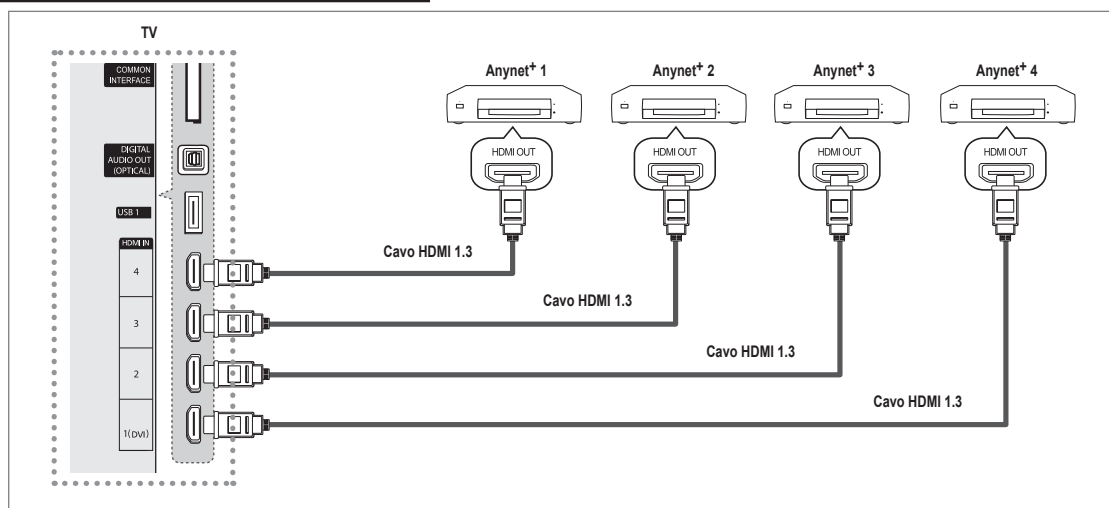 TV
COMMON
INTERFACE
DIGITAL
AUDIO OUT
(OPTICAL)
USB 1
HDMI IN
4
3
2
1(DVI)
Anynet+ 1
Anynet+ 2
Anynet+ 3
Anynet+ 4
HDMI OUT
HDMI OUT
HDMI OUT
HDMI OUT
Cavo HDMI 1.3
Cavo HDMI 1.3
Cavo HDMI 1.3
Cavo HDMI 1.3